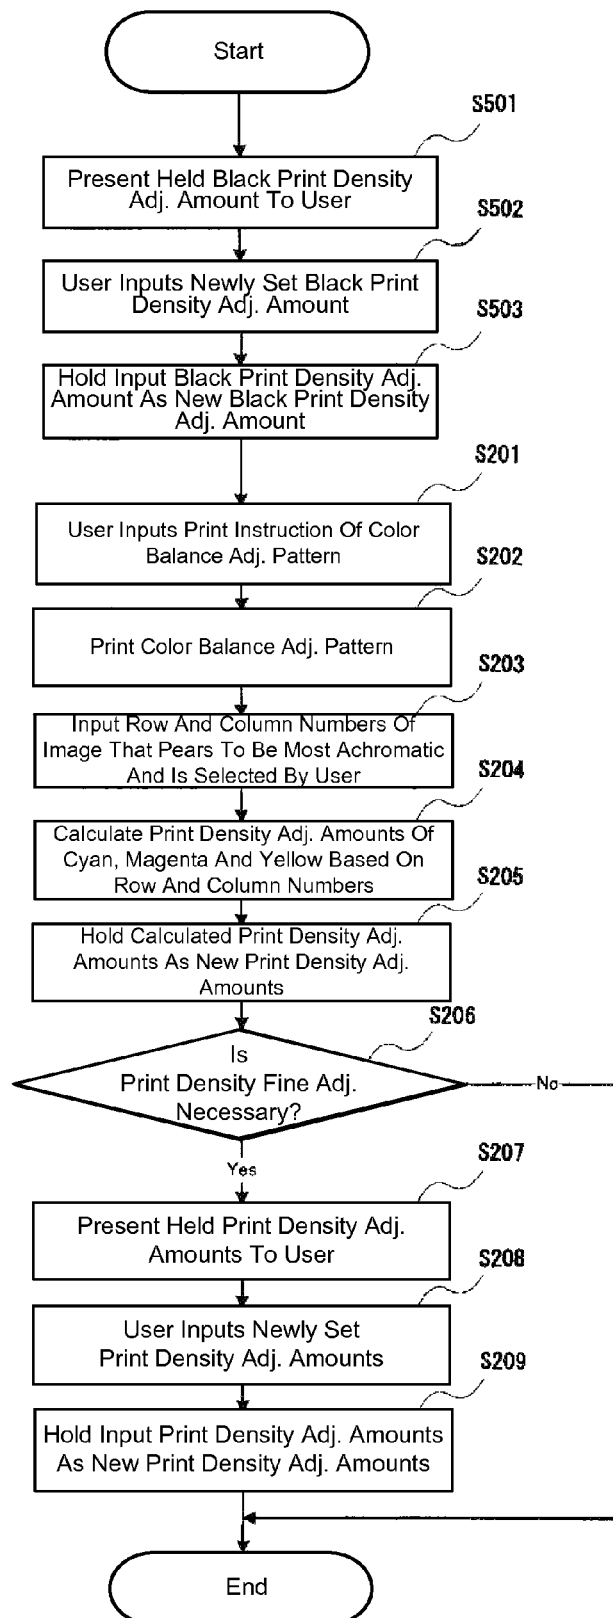 Start
S501
Present Held Black Print Density
Adj. Amount To User
S502
User Inputs Newly Set Black Print
Density Adj. Amount
S503
Hold Input Black Print Density Adj.
Amount As New Black Print Density
Adj. Amount
S201
User Inputs Print Instruction Of Color
Balance Adj. Pattern
S202
Print Color Balance Adj. Pattern
S203
Input Row And Column Numbers Of
Image That Pears To Be Most Achromatic
And Is Selected By User
S204
Calculate Print Density Adj. Amounts Of
Cyan, Magenta And Yellow Based On
Row And Column Numbers
S205
Hold Calculated Print Density Adj.
Amounts As New Print Density Adj.
Amounts
S206
Is
Print Density Fine Adj.
Necessary?
No
Yes
S207
Present Held Print Density Adj.
Amounts To User
S208
User Inputs Newly Set
Print Density Adj. Amounts
S209
Hold Input Print Density Adj. Amounts
As New Print Density Adj. Amounts
End